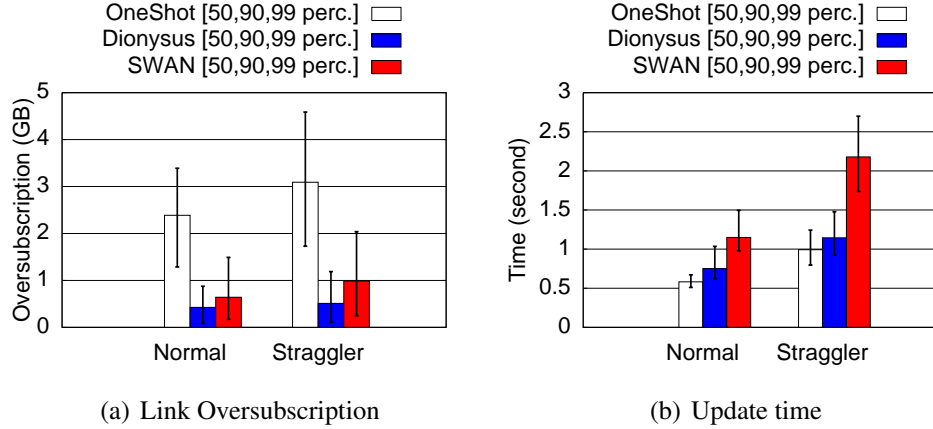 OneShot [50,90,99 perc.]
Dionysus [50,90,99 perc.]
SWAN [50,90,99 perc.]
Oversubscription (GB)
5
4
3
2
1
0
Normal
Straggler
(a) Link Oversubscription
OneShot [50,90,99 perc.]
Dionysus [50,90,99 perc.]
SWAN [50,90,99 perc.]
Time (second)
3
2.5
2
1.5
1
0.5
0
Normal
Straggler
(b) Update time